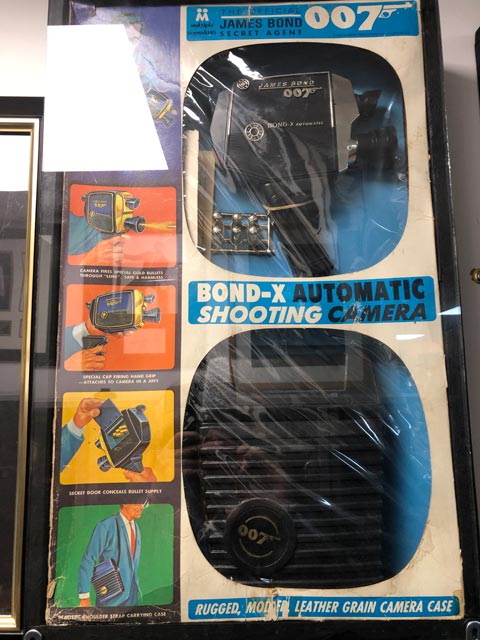 THE OFFICIAL
JAMES BOND
SECRET AGENT
007
multiple
toymakers
JAMES BOND
007
BOND-X AUTOMATIC
CAMERA FIRES SPECIAL GOLD BULLETS
THROUGH "LENS". SAFE & HARMLESS
BOND-X AUTOMATIC
SHOOTING CAMERA
SPECIAL CAP FIRING HAND GRIP
—ATTACHES TO CAMERA IN A JIFFY
SECRET DOOR CONCEALS BULLET SUPPLY
007
SHOULDER STRAP CARRYING CASE
RUGGED, LEATHER GRAIN CAMERA CASE